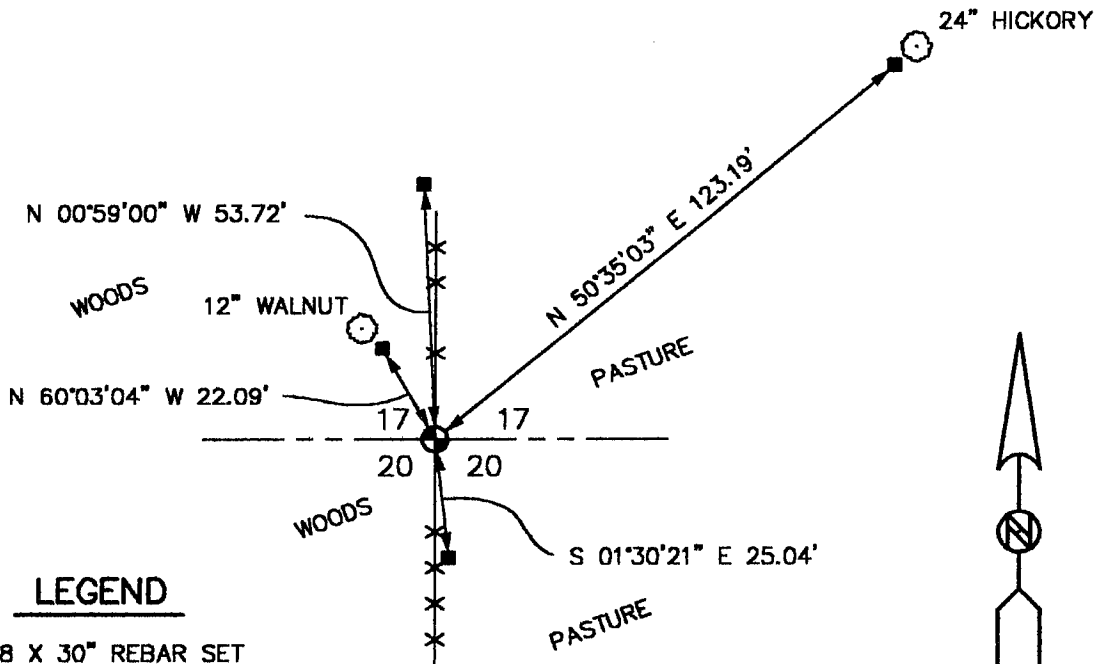 24" HICKORY
N 00°59'00" W 53.72'
N 50°35'03" E 123.19'
WOODS
12" WALNUT
PASTURE
N 60°03'04" W 22.09'
17 17
20 20
WOODS
S 01°30'21" E 25.04'
N
LEGEND
PASTURE
8 X 30" REBAR SET